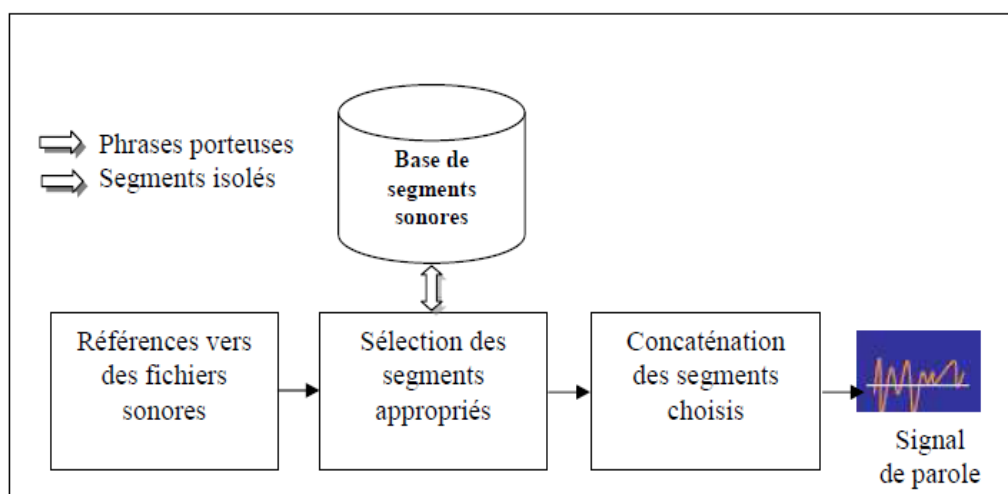 Phrases porteuses
Segments isolés
Base de
segments
sonores
Références vers
des fichiers
sonores
Sélection des
segments
appropriés
Concaténation
des segments
choisis
Signal
de parole